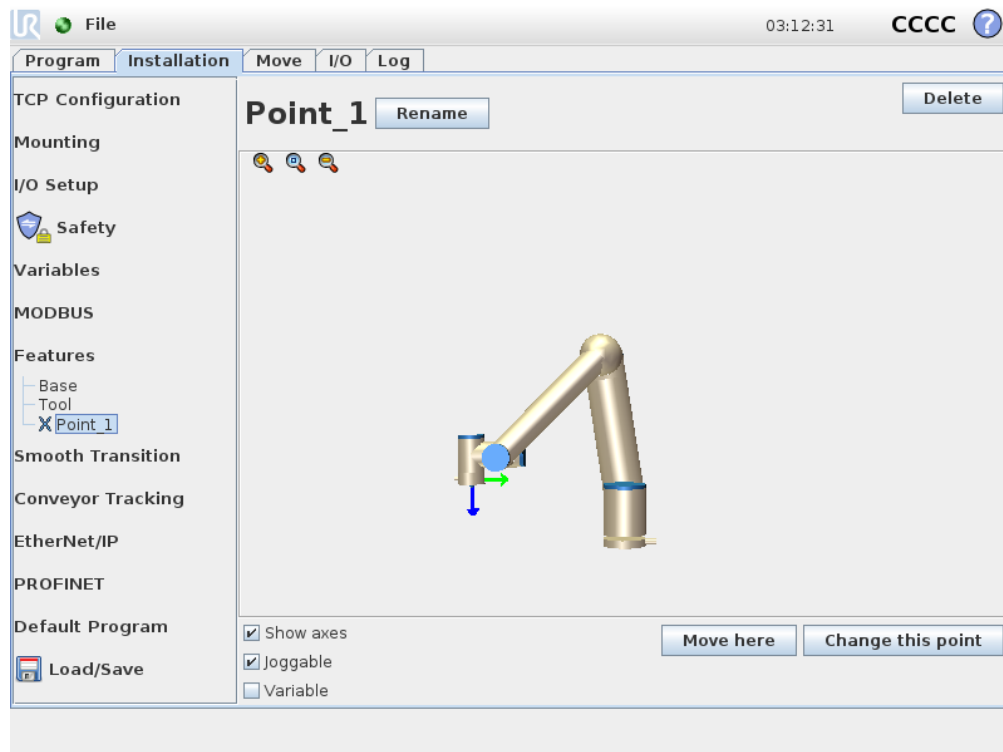 UR File 03:12:31 CCCC ?
Program Installation Move I/O Log
TCP Configuration
Mounting
I/O Setup
Safety
Variables
MODBUS
Features
Base
Tool
Point_1
Smooth Transition
Conveyor Tracking
EtherNet/IP
PROFINET
Default Program
Load/Save
Point_1 Rename Delete
Show axes
Joggable
Variable
Move here Change this point